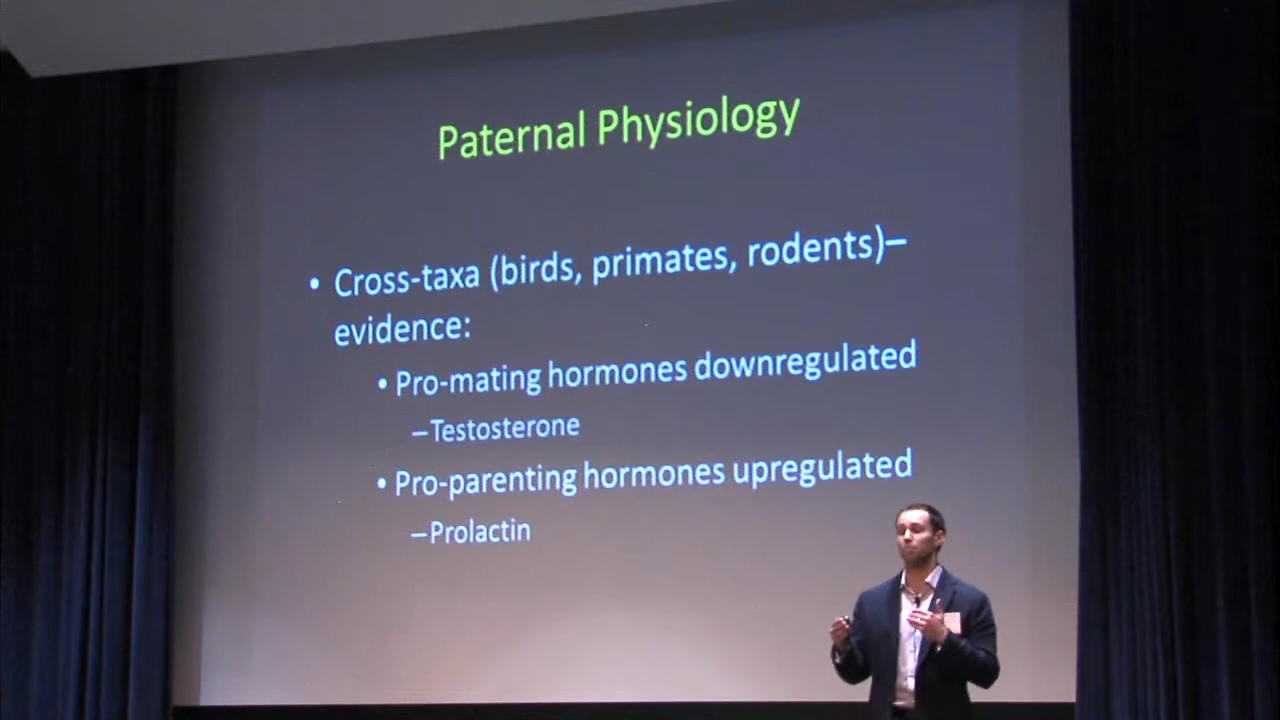 Paternal Physiology
• Cross-taxa (birds, primates, rodents)–
evidence:
• Pro-mating hormones downregulated
–Testosterone
• Pro-parenting hormones upregulated
–Prolactin